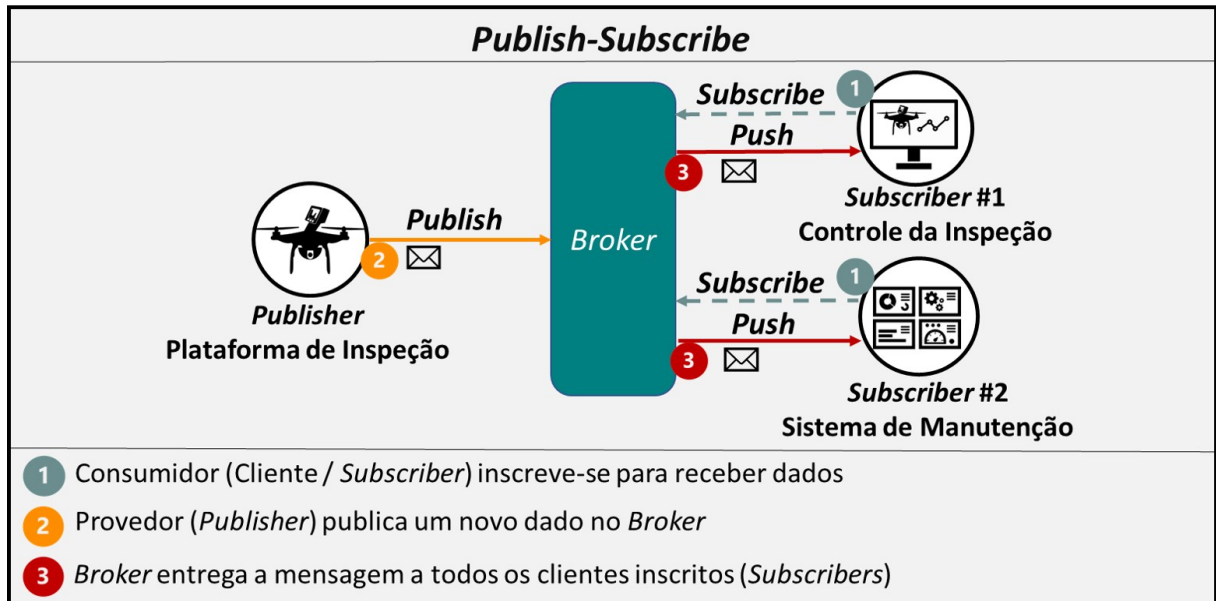 Publish-Subscribe
Subscribe
1
Push
3
Subscriber #1
Controle da Inspeção
Publish
2
Broker
Publisher
Plataforma de Inspeção
Subscribe
1
Push
3
Subscriber #2
Sistema de Manutenção
1 Consumidor (Cliente / Subscriber) inscreve-se para receber dados
2 Provedor (Publisher) publica um novo dado no Broker
3 Broker entrega a mensagem a todos os clientes inscritos (Subscribers)